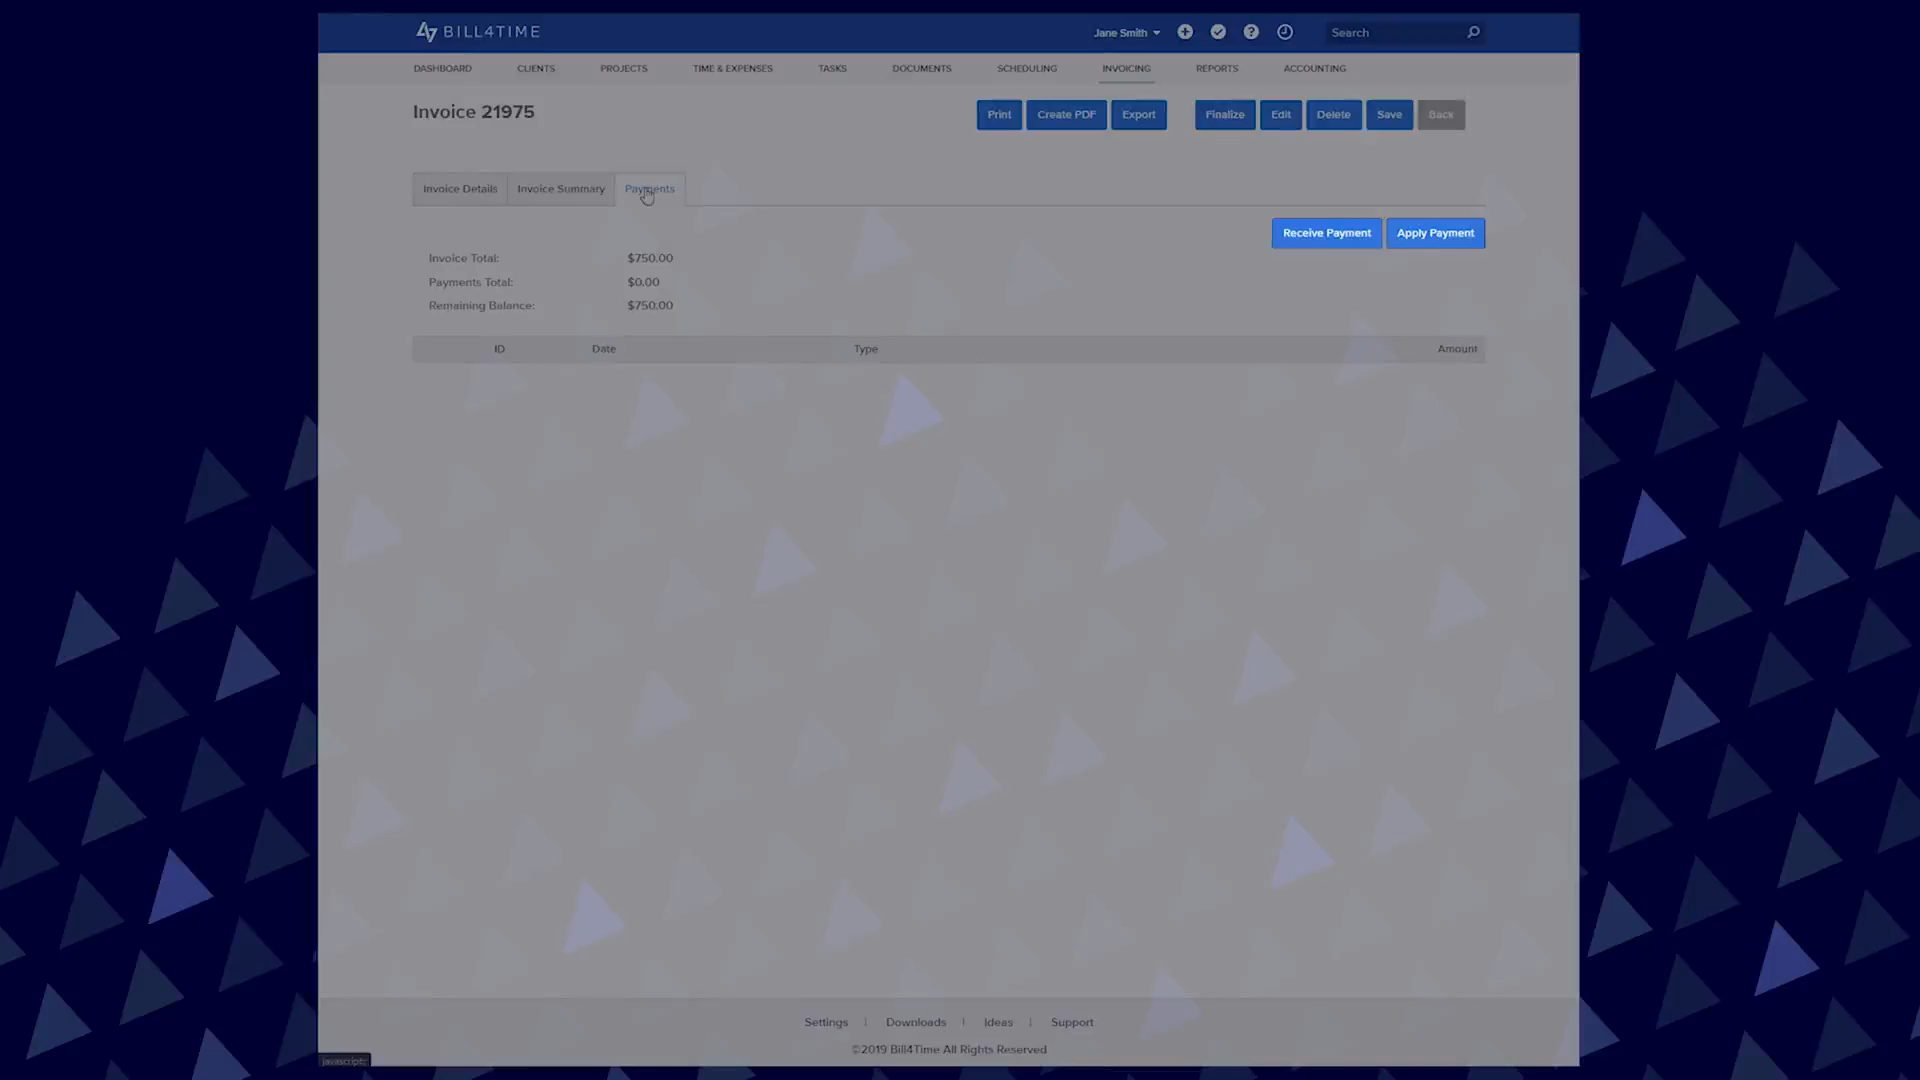 BILL4TIME
Jane Smith
Search
DASHBOARD CLIENTS PROJECTS TIME & EXPENSES TASKS DOCUMENTS SCHEDULING INVOICING REPORTS ACCOUNTING
Invoice 21975
Print Create PDF Export Finalize Edit Delete Save Back
Invoice Details Invoice Summary Payments
Receive Payment Apply Payment
Invoice Total: $750.00
Payments Total: $0.00
Remaining Balance: $750.00
ID Date Type Amount
Settings | Downloads | Ideas | Support
©2019 Bill4Time All Rights Reserved
javascript: